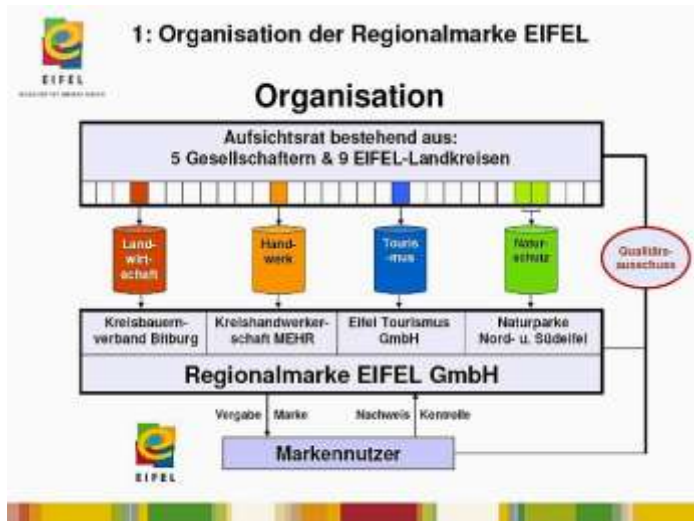 1: Organisation der Regionalmarke EIFEL
EIFEL
Organisation
Aufsichtsrat bestehend aus:
5 Gesellschaftern & 9 EIFEL-Landkreisen
Land-
wirt-
schaft
Hand-
werk
Touris
-mus
Natur-
schutz
Qualitäts-
ausschuss
Kreisbauern-
verband Bitburg
Kreishandwerker-
schaft MEHR
Eifel Tourismus
GmbH
Naturparke
Nord- u. Südeifel
Regionalmarke EIFEL GmbH
Vergabe Marke
Nachweis Kontrolle
Markennutzer
EIFEL